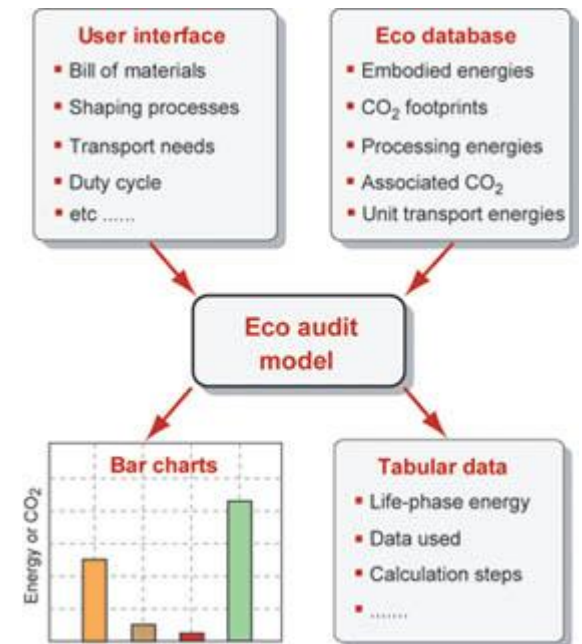 User interface
▪ Bill of materials
▪ Shaping processes
▪ Transport needs
▪ Duty cycle
▪ etc ......
Eco database
▪ Embodied energies
▪ CO₂ footprints
▪ Processing energies
▪ Associated CO₂
▪ Unit transport energies
Eco audit
model
Bar charts
Energy or CO₂
Tabular data
▪ Life-phase energy
▪ Data used
▪ Calculation steps
▪ .......